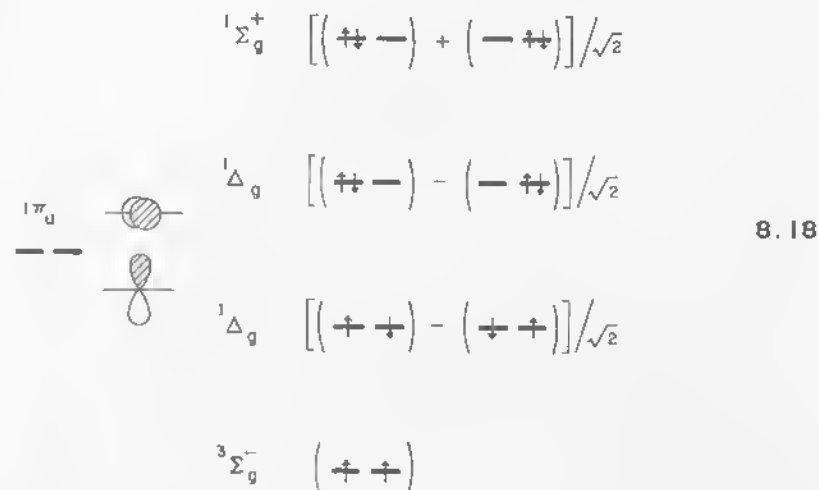 ¹Σg⁺ [(⥮ —) + (— ⥮)]/√2
¹Δg [(⥮ —) − (— ⥮)]/√2
1πu
8.18
¹Δg [(↑ ↓) − (↓ ↑)]/√2
³Σg⁻ (↑ ↑)